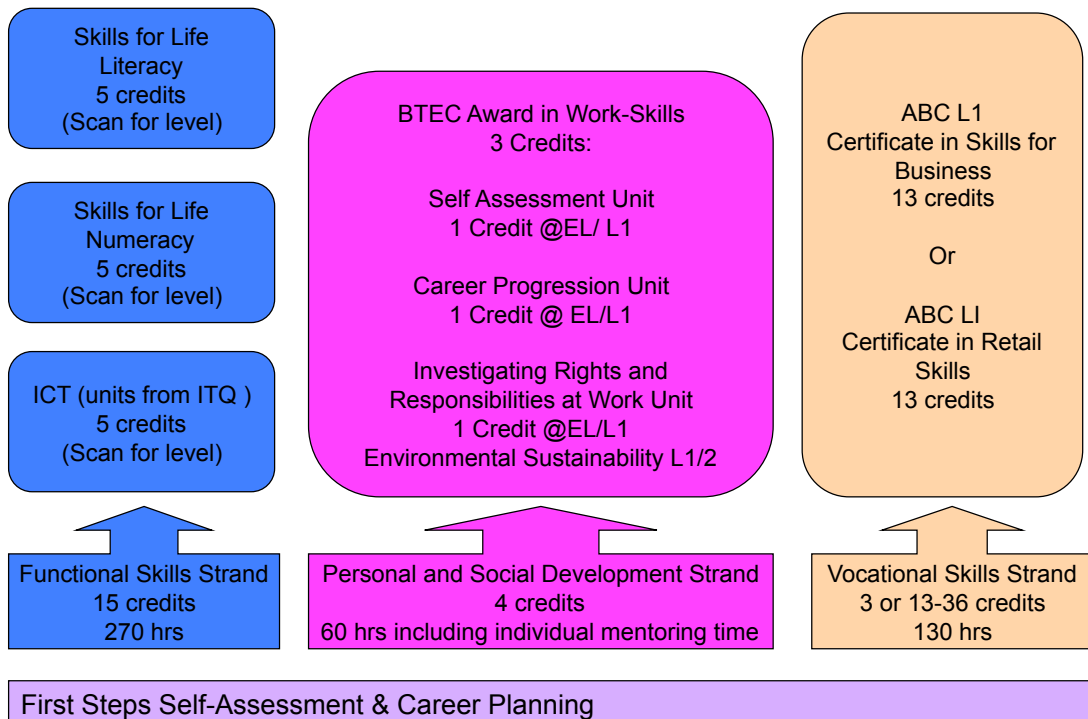 Skills for Life
Literacy
5 credits
(Scan for level)
Skills for Life
Numeracy
5 credits
(Scan for level)
ICT (units from ITQ )
5 credits
(Scan for level)
Functional Skills Strand
15 credits
270 hrs
BTEC Award in Work-Skills
3 Credits:
Self Assessment Unit
1 Credit @EL/ L1
Career Progression Unit
1 Credit @ EL/L1
Investigating Rights and
Responsibilities at Work Unit
1 Credit @EL/L1
Environmental Sustainability L1/2
Personal and Social Development Strand
4 credits
60 hrs including individual mentoring time
ABC L1
Certificate in Skills for
Business
13 credits
Or
ABC LI
Certificate in Retail
Skills
13 credits
Vocational Skills Strand
3 or 13-36 credits
130 hrs
First Steps Self-Assessment & Career Planning